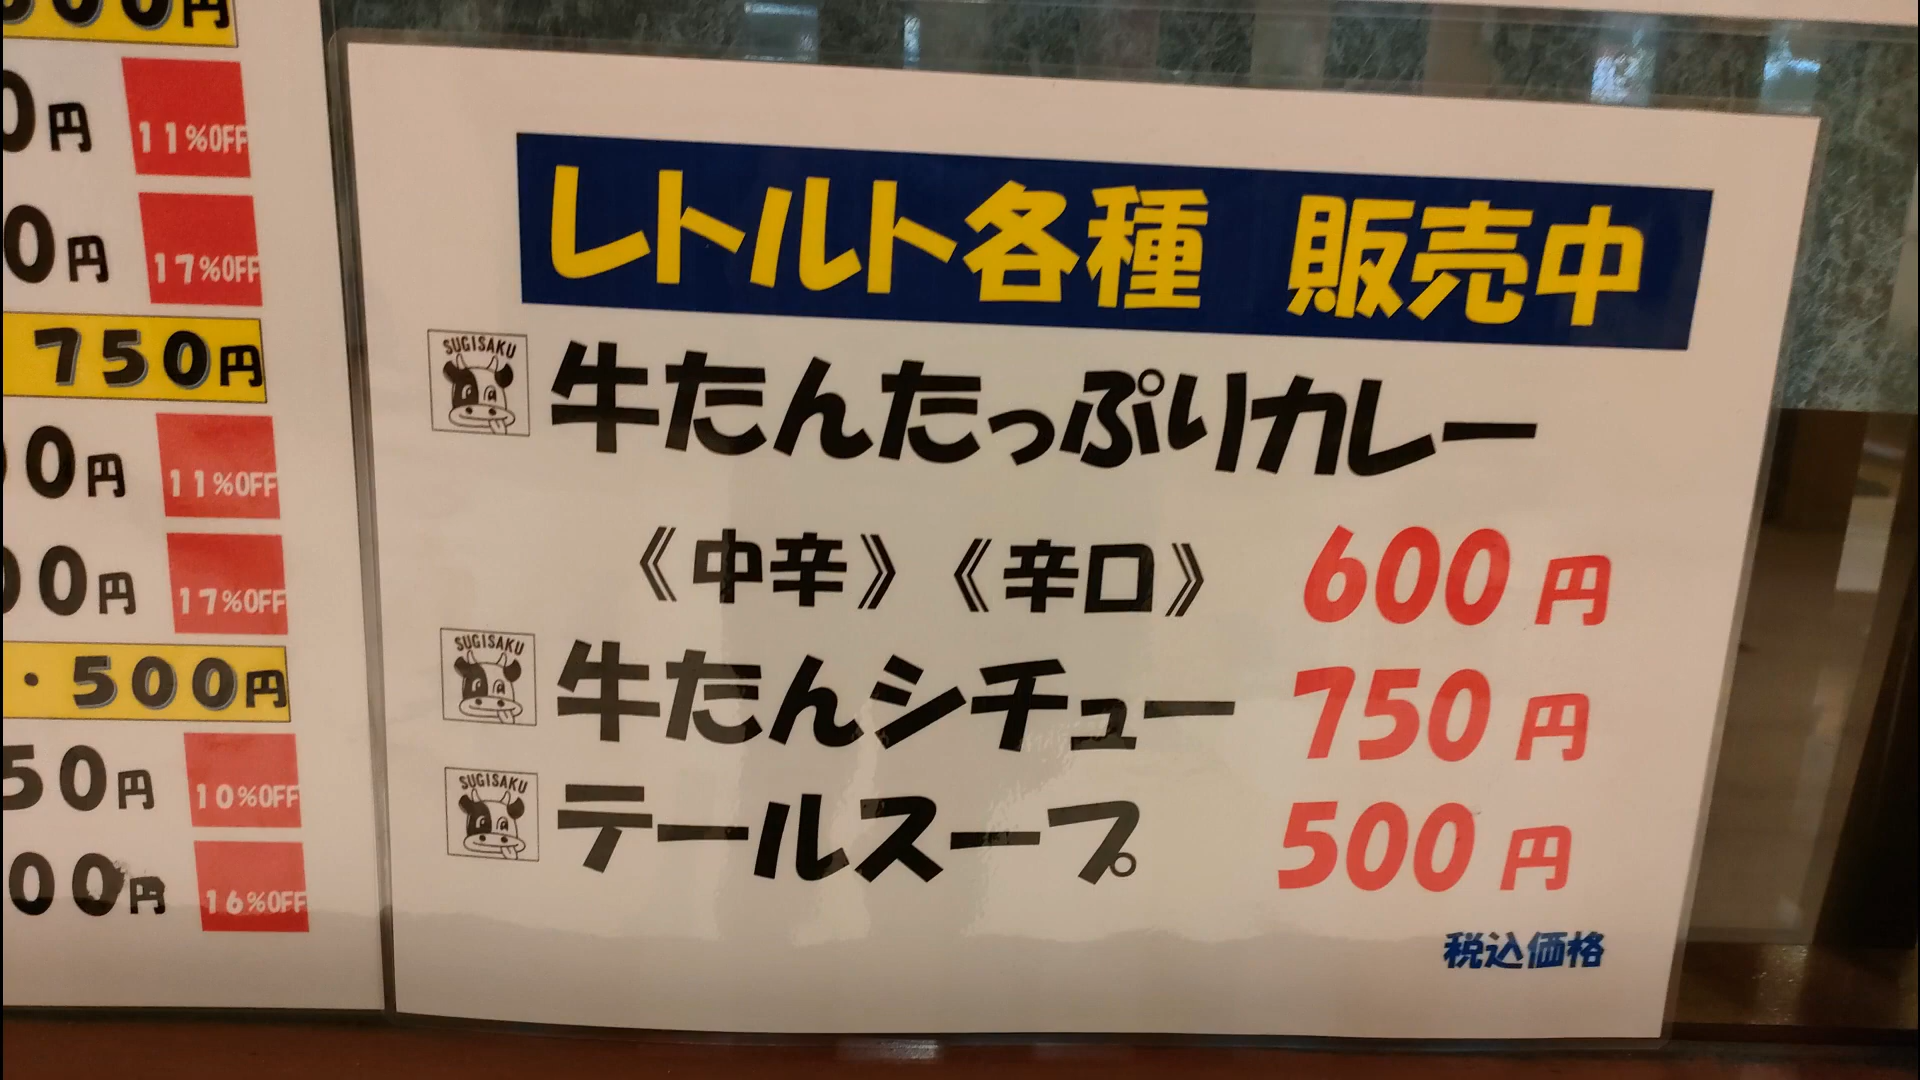 円
11%OFF
円
17%OFF
750円
00円
11%OFF
00円
17%OFF
・500円
50円
10%OFF
00円
16%OFF
レトルト各種 販売中
SUGISAKU
牛たんたっぷりカレー
《中辛》《辛口》 600円
SUGISAKU
牛たんシチュー 750円
SUGISAKU
テールスープ 500円
税込価格